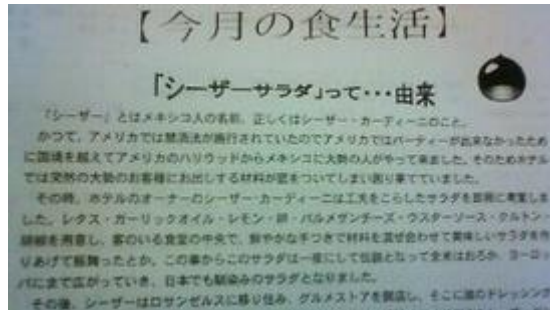 【今月の食生活】
「シーザーサラダ」って・・・由来
「シーザー」とはメキシコ人の名前。正しくはシーザー・カーディーニのこと。
かつて、アメリカでは禁酒法が施行されていたのでアメリカではパーティーが出来なかったため
に国境を超えてアメリカのハリウッドからメキシコに大勢の人がやって来ました。そのためホテル
では突然の大勢のお客様にお出しする材料が底をついてしまい困り果てていました。
その時、ホテルのオーナーのシーザー・カーディーニは工夫をこらしたサラダを即席に考案しま
した。レタス・ガーリックオイル・レモン・卵・パルメザンチーズ・ウスターソース・クルトン・
を用意し、客のいる食堂の中央で、鮮やかな手つきで材料を混ぜ合わせて美味しいサラダを作
りあげて振舞ったとか。この事からこのサラダは一夜にして伝説となって全米はおろか、ヨーロッ
パにまで広がっていき、日本でも馴染みのサラダとなりました。
その後、シーザーはロサンゼルスに移り住み、グルメストアを開店し、そこに のドレッシング